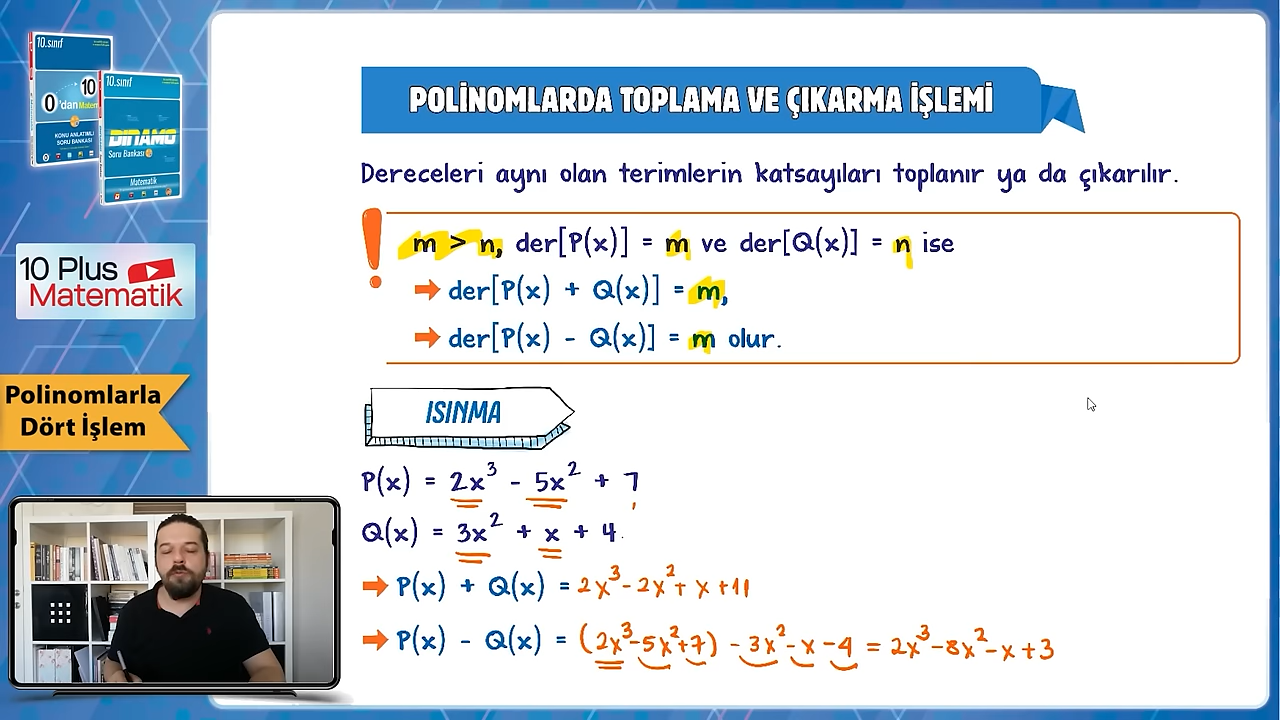 10.sınıf
0'dan 10
KONU ANLATIMLI
SORU BANKASI
10.sınıf
DİNAMO
Soru Bankası
Matematik
10 Plus
Matematik
Polinomlarla
Dört İşlem
POLİNOMLARDA TOPLAMA VE ÇIKARMA İŞLEMİ
Dereceleri aynı olan terimlerin katsayıları toplanır ya da çıkarılır.
m > n, der[P(x)] = m ve der[Q(x)] = n ise
➡ der[P(x) + Q(x)] = m,
➡ der[P(x) - Q(x)] = m olur.
ISINMA
P(x) = 2x³ - 5x² + 7
Q(x) = 3x² + x + 4
➡ P(x) + Q(x) = 2x³-2x²+x+11
➡ P(x) - Q(x) = (2x³-5x²+7) -3x²-x-4 = 2x³-8x²-x+3